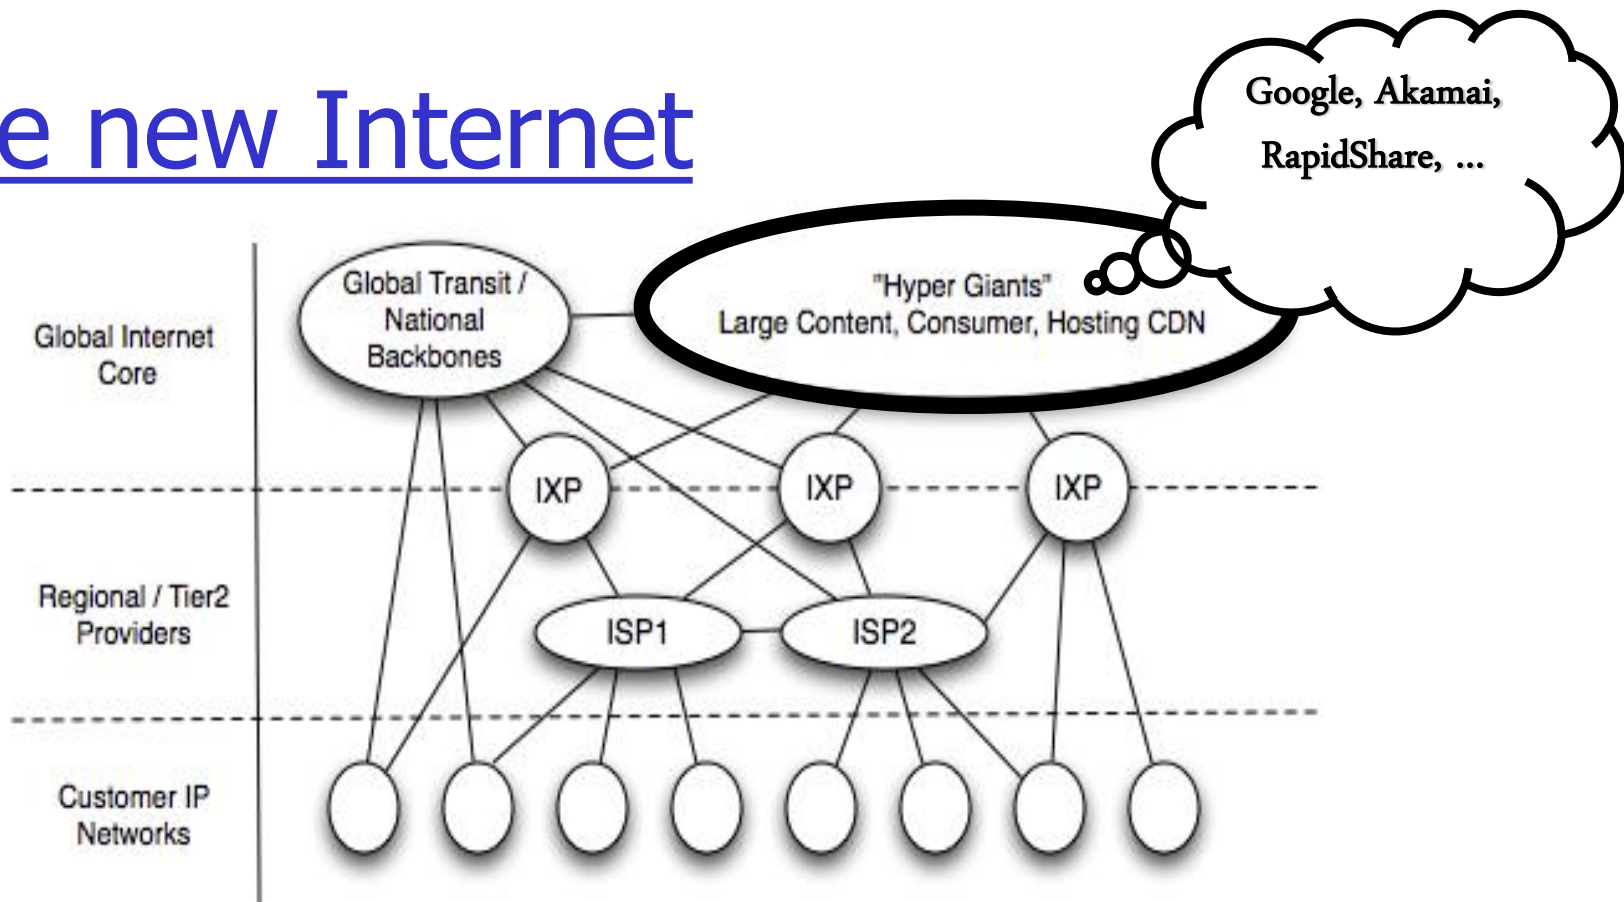 e new Internet
Google, Akamai,
RapidShare, ...
Global Transit /
National
Backbones
"Hyper Giants"
Large Content, Consumer, Hosting CDN
Global Internet
Core
IXP
IXP
IXP
Regional / Tier2
Providers
ISP1
ISP2
Customer IP
Networks